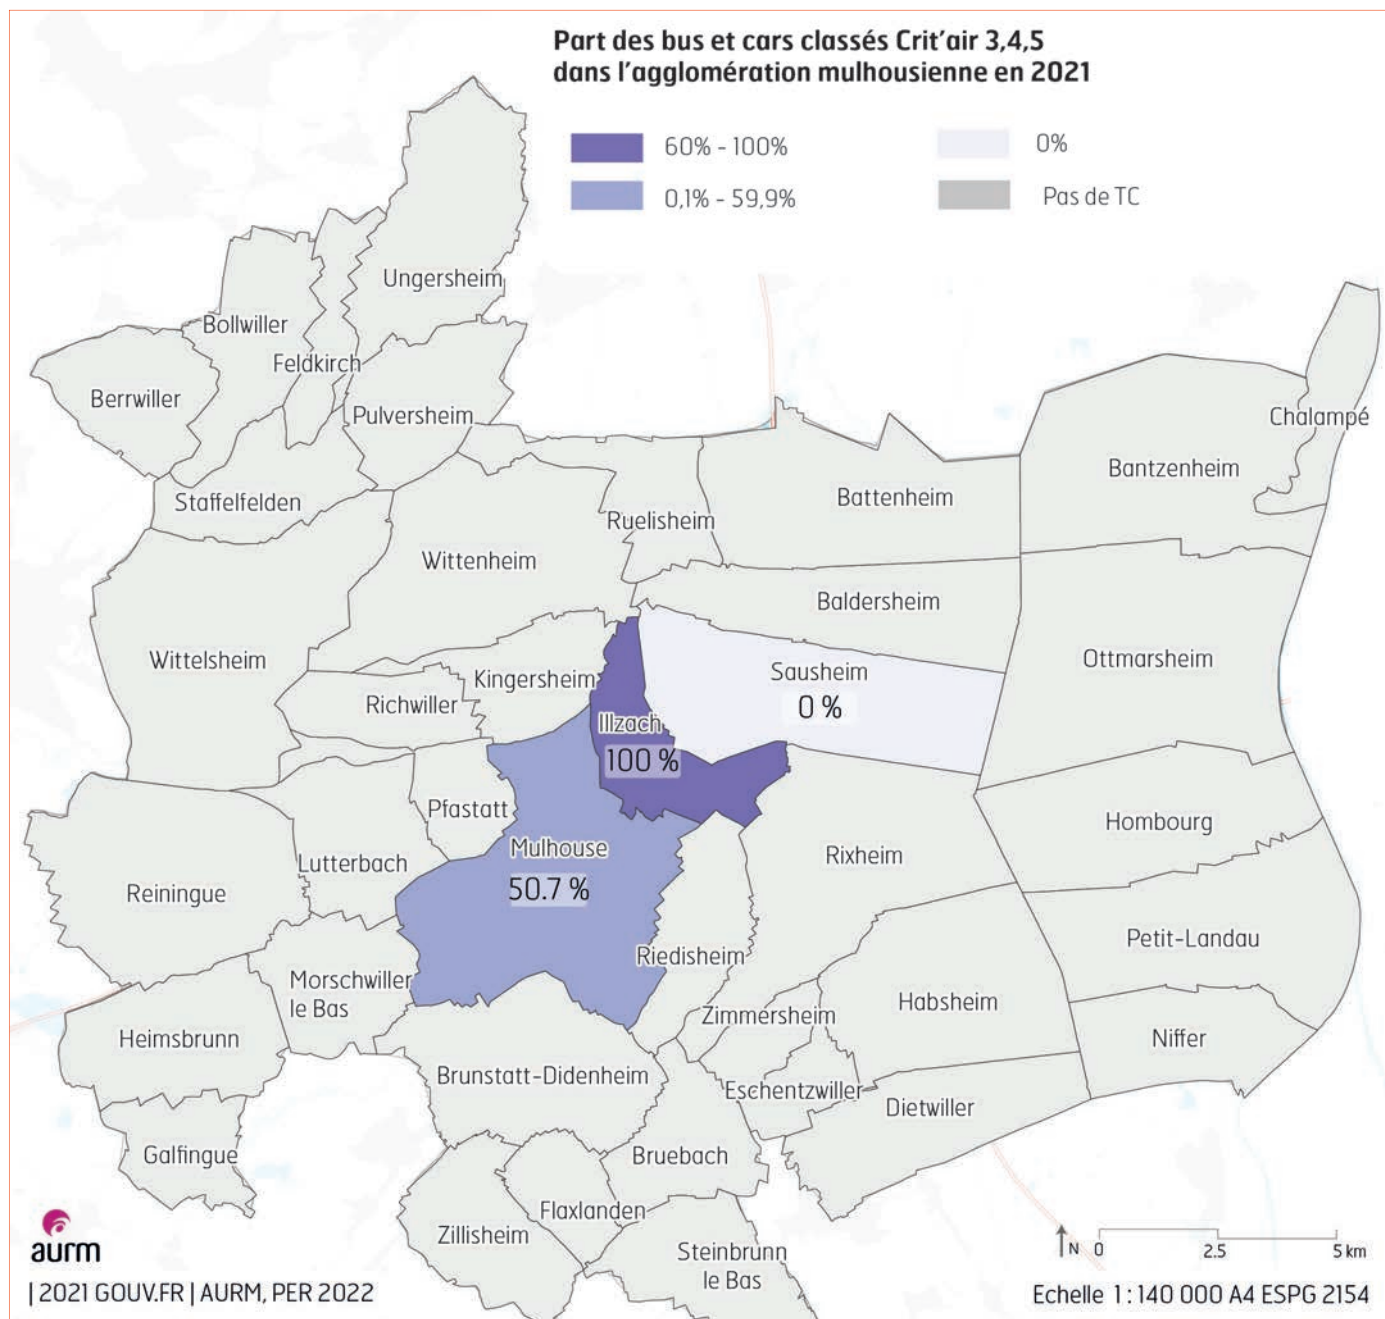 Part des bus et cars classés Crit'air 3,4,5
dans l'agglomération mulhousienne en 2021
60% - 100%
0%
0,1% - 59,9%
Pas de TC
Ungersheim
Bollwiller
Feldkirch
Berrwiller
Pulversheim
Chalampé
Bantzenheim
Staffelfelden
Battenheim
Ruelisheim
Wittenheim
Baldersheim
Wittelsheim
Ottmarsheim
Sausheim
0 %
Kingersheim
Richwiller
Illzach
100 %
Pfastatt
Hombourg
Mulhouse
50.7 %
Rixheim
Lutterbach
Reiningue
Petit-Landau
Riedisheim
Morschwiller
le Bas
Habsheim
Zimmersheim
Heimsbrunn
Niffer
Brunstatt-Didenheim
Eschentzwiller
Dietwiller
Galfingue
Bruebach
Flaxlanden
Zillisheim
Steinbrunn
le Bas
aurm
N 0 2.5 5 km
| 2021 GOUV.FR | AURM, PER 2022
Echelle 1 : 140 000 A4 ESPG 2154